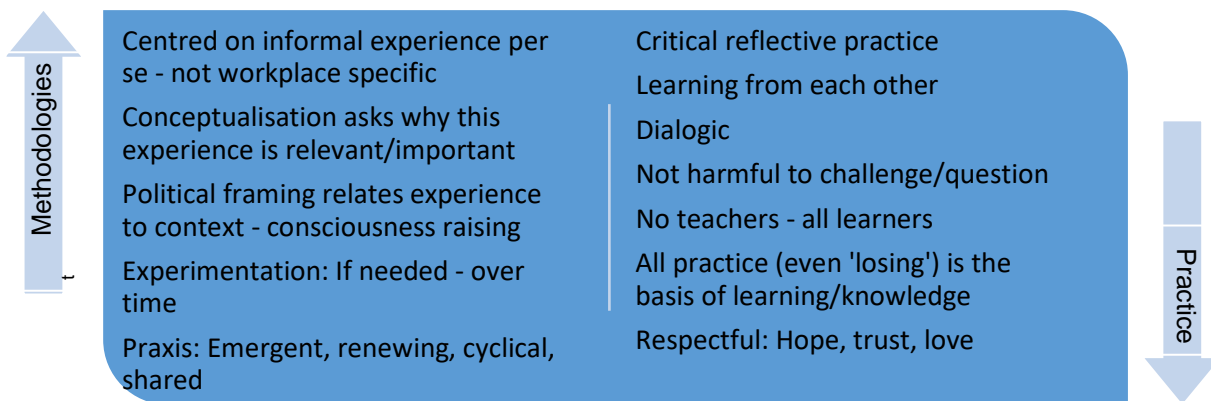 Methodologies
t
Centred on informal experience per
se - not workplace specific
Conceptualisation asks why this
experience is relevant/important
Political framing relates experience
to context - consciousness raising
Experimentation: If needed - over
time
Praxis: Emergent, renewing, cyclical,
shared
Critical reflective practice
Learning from each other
Dialogic
Not harmful to challenge/question
No teachers - all learners
All practice (even 'losing') is the
basis of learning/knowledge
Respectful: Hope, trust, love
Practice